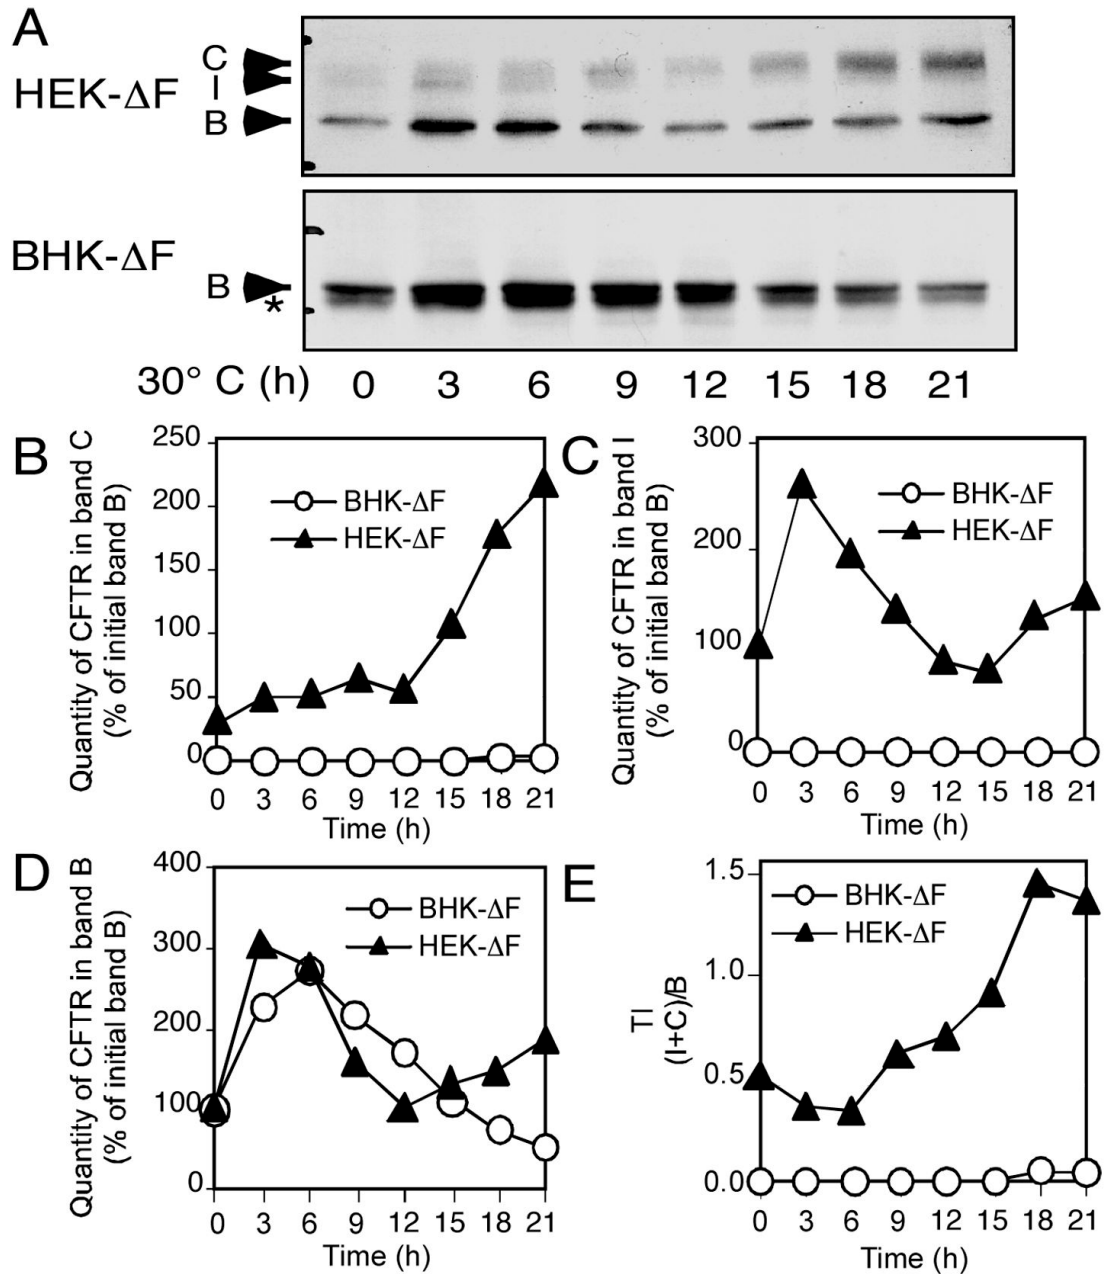 A
HEK-ΔF
C
I
B
BHK-ΔF
B
*
30° C (h) 0 3 6 9 12 15 18 21
B
Quantity of CFTR in band C
(% of initial band B)
250
200
150
100
50
0
BHK-ΔF
HEK-ΔF
0 3 6 9 12 15 18 21
Time (h)
C
Quantity of CFTR in band I
(% of initial band B)
300
200
100
0
BHK-ΔF
HEK-ΔF
0 3 6 9 12 15 18 21
Time (h)
D
Quantity of CFTR in band B
(% of initial band B)
400
300
200
100
0
BHK-ΔF
HEK-ΔF
0 3 6 9 12 15 18 21
Time (h)
E
TI
(I+C)/B
1.5
1.0
0.5
0.0
BHK-ΔF
HEK-ΔF
0 3 6 9 12 15 18 21
Time (h)